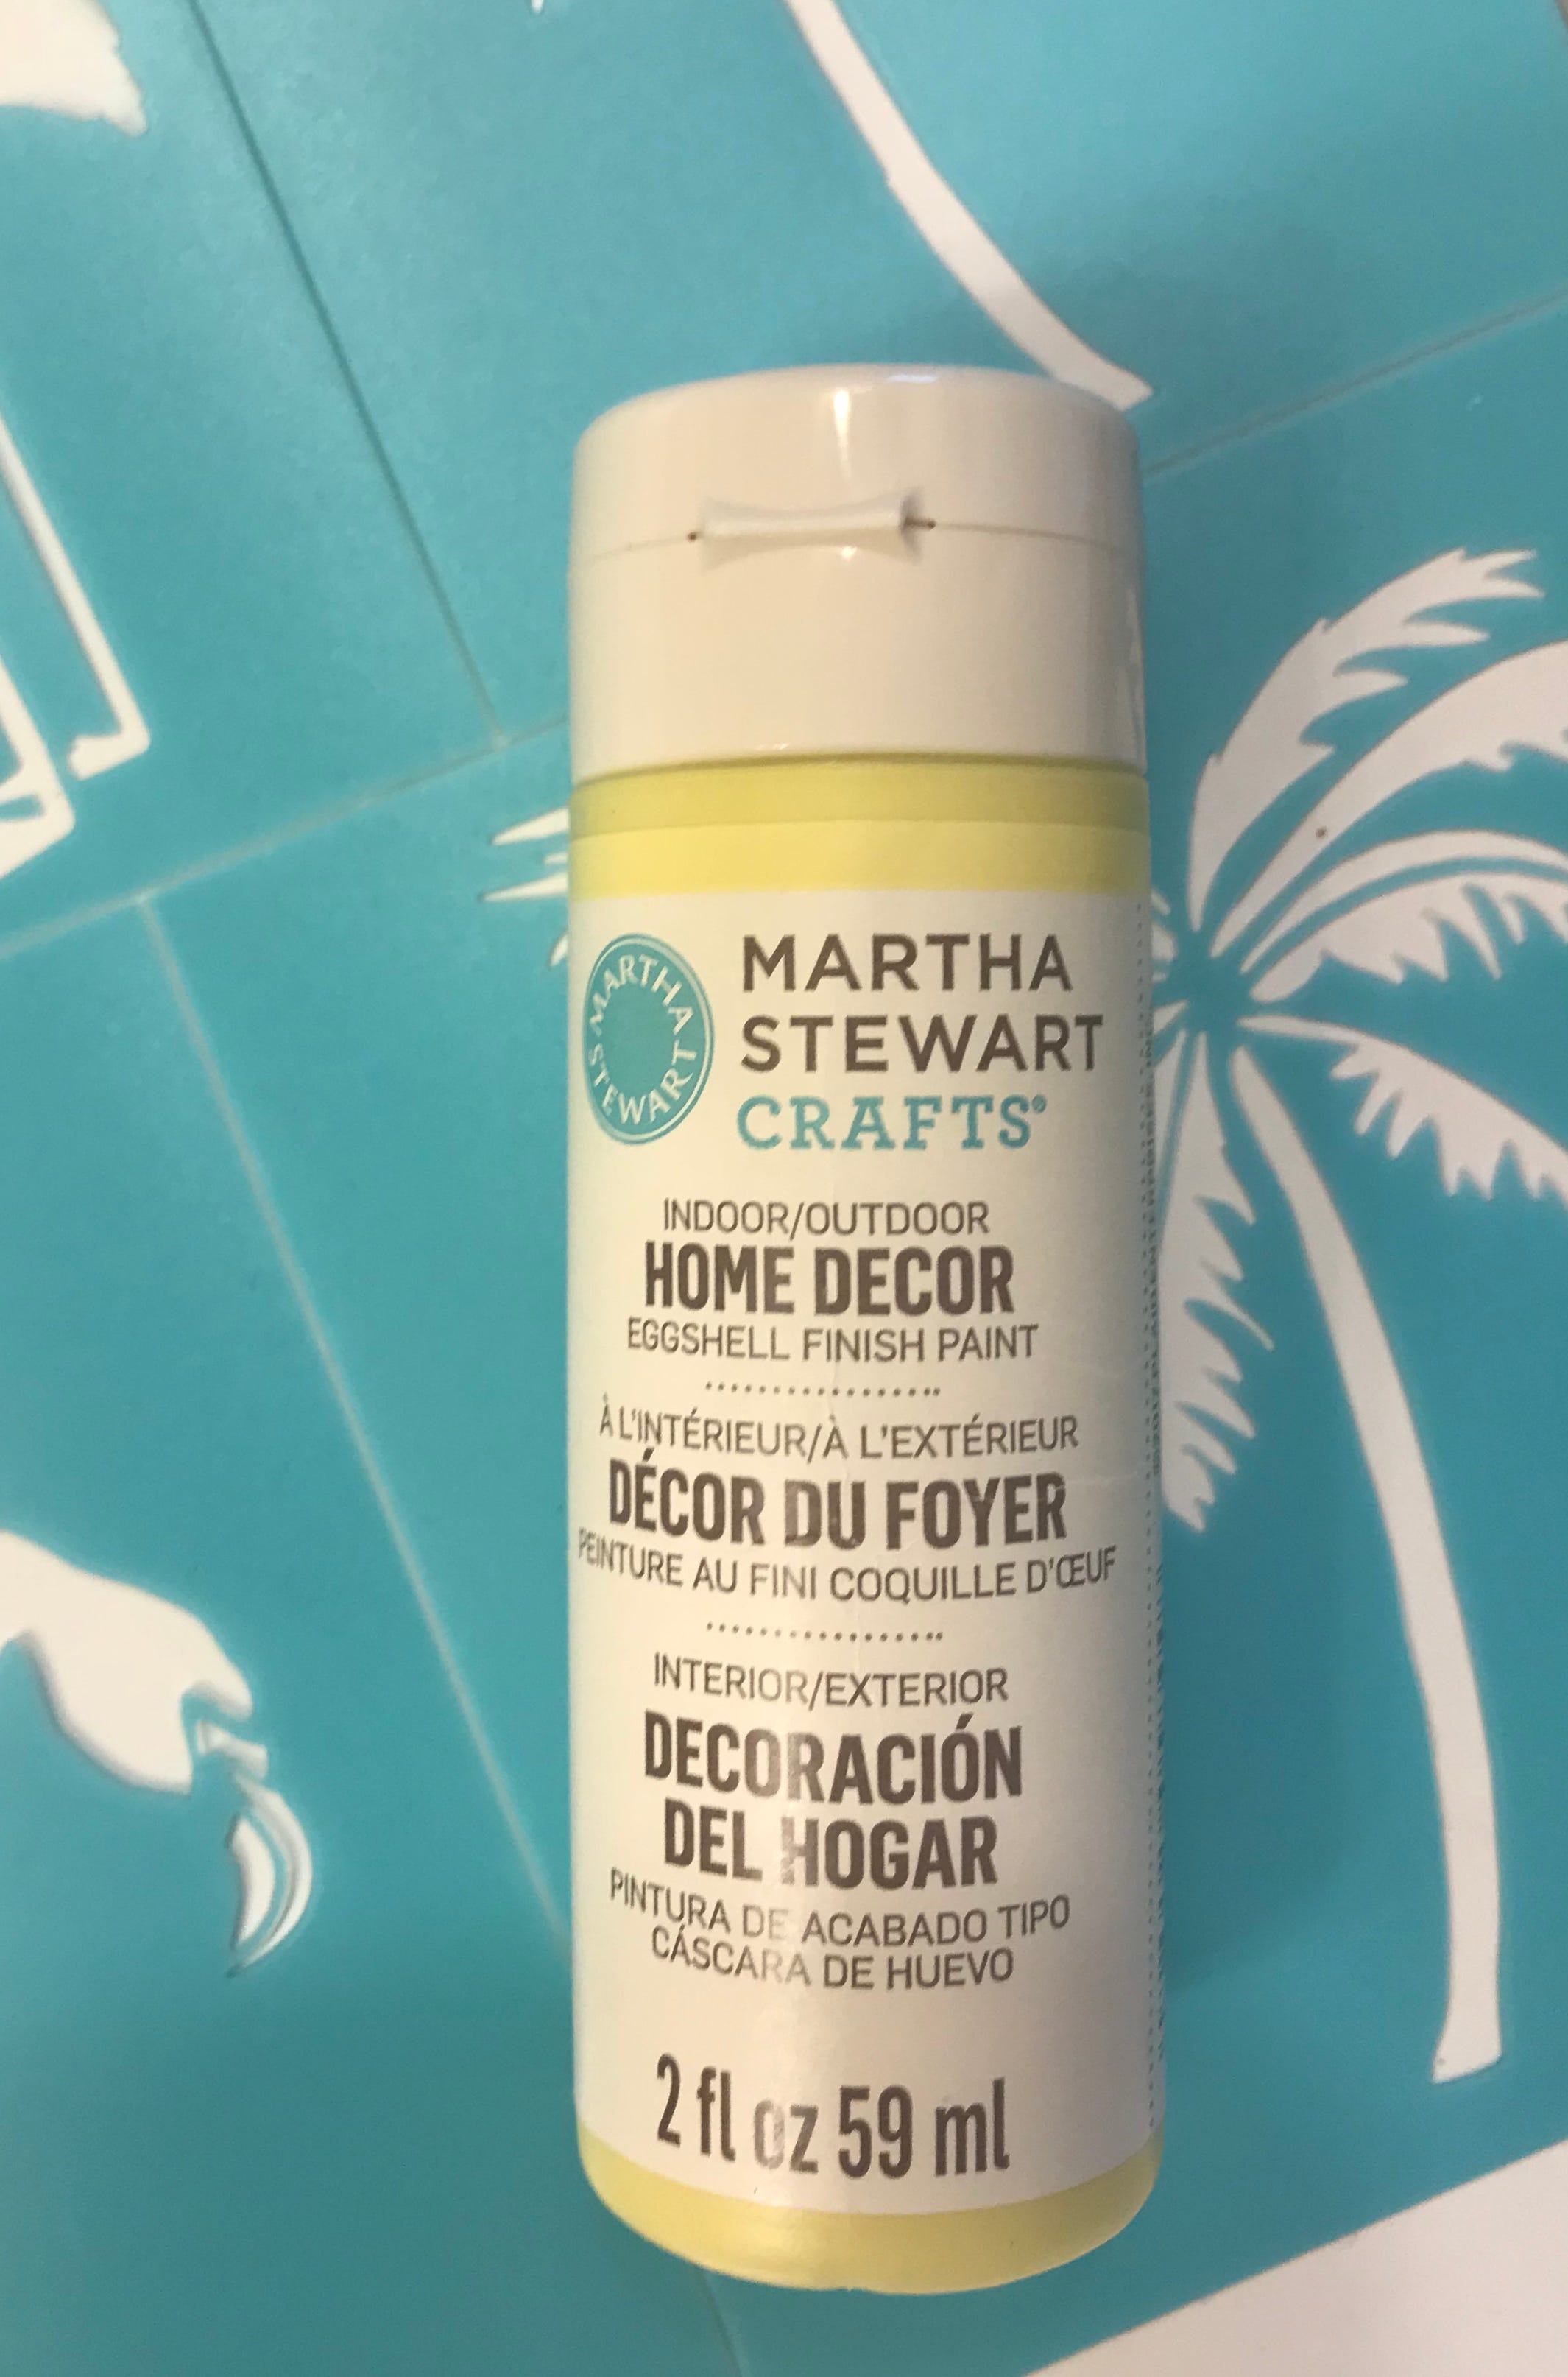 MARTHA STEWART
MARTHA
STEWART
CRAFTS®
INDOOR/OUTDOOR
HOME DECOR
EGGSHELL FINISH PAINT
À L'INTÉRIEUR/À L'EXTÉRIEUR
DÉCOR DU FOYER
PEINTURE AU FINI COQUILLE D'ŒUF
INTERIOR/EXTERIOR
DECORACIÓN
DEL HOGAR
PINTURA DE ACABADO TIPO
CÁSCARA DE HUEVO
2 fl oz 59 ml